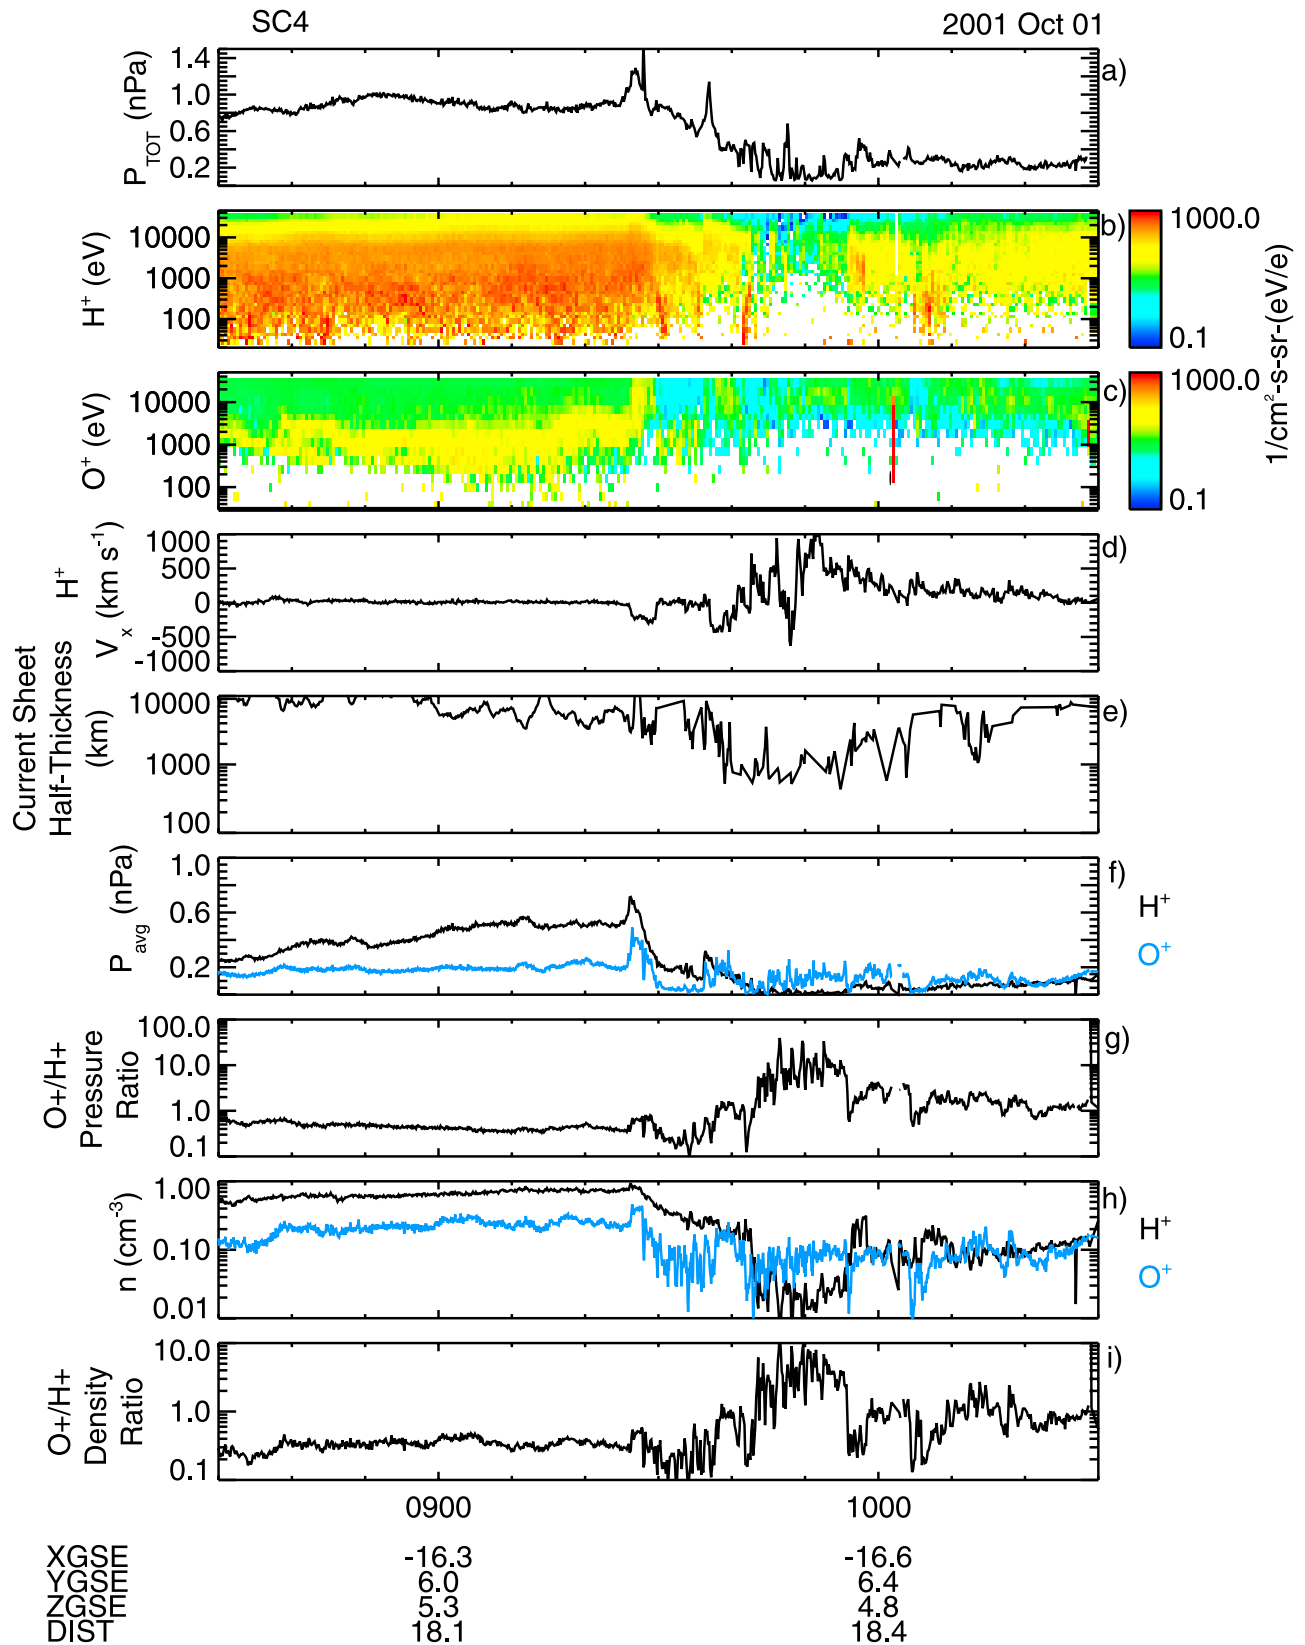 SC4 2001 Oct 01
P_TOT (nPa)
1.4
1.0
0.6
0.2
a)
H⁺ (eV)
10000
1000
100
b)
1000.0
0.1
O⁺ (eV)
10000
1000
100
c)
1000.0
0.1
1/cm²-s-sr-(eV/e)
H⁺
V_x (km s⁻¹)
1000
500
0
-500
-1000
d)
Current Sheet
Half-Thickness
(km)
10000
1000
100
e)
P_avg (nPa)
1.0
0.6
0.2
f)
H⁺
O⁺
O+/H+
Pressure
Ratio
100.0
10.0
1.0
0.1
g)
n (cm⁻³)
1.00
0.10
0.01
h)
H⁺
O⁺
O+/H+
Density
Ratio
10.0
1.0
0.1
i)
0900 1000
XGSE -16.3 -16.6
YGSE 6.0 6.4
ZGSE 5.3 4.8
DIST 18.1 18.4